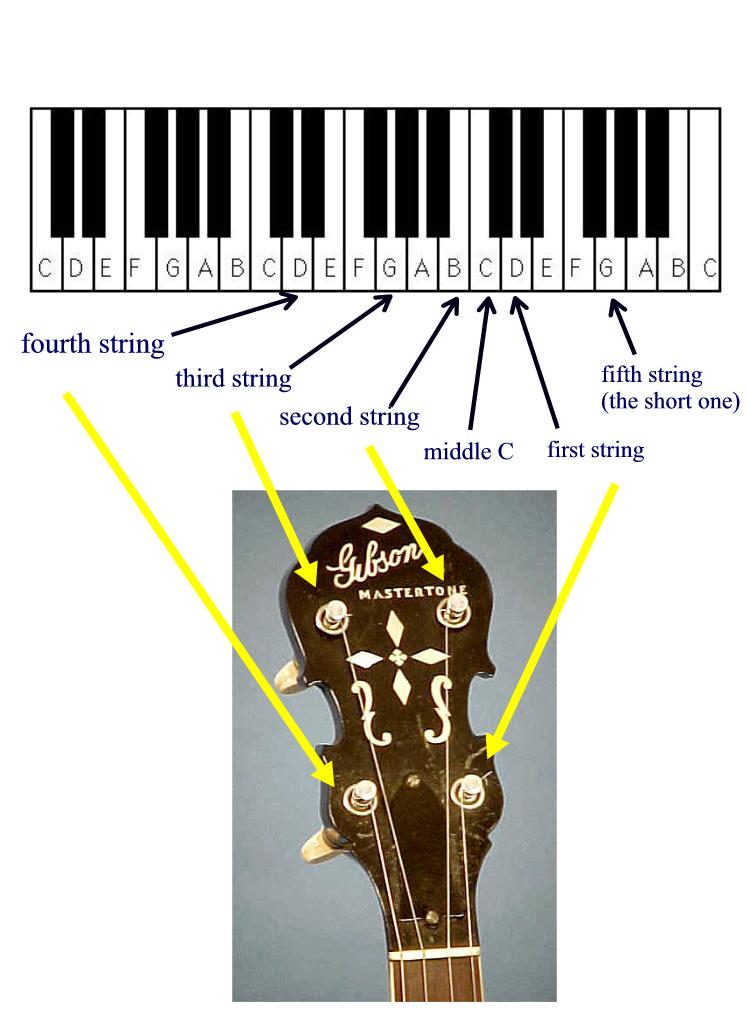 C D E F G A B C D E F G A B C D E F G A B C
fourth string
third string
second string
middle C
first string
fifth string
(the short one)
Gibson
MASTERTONE